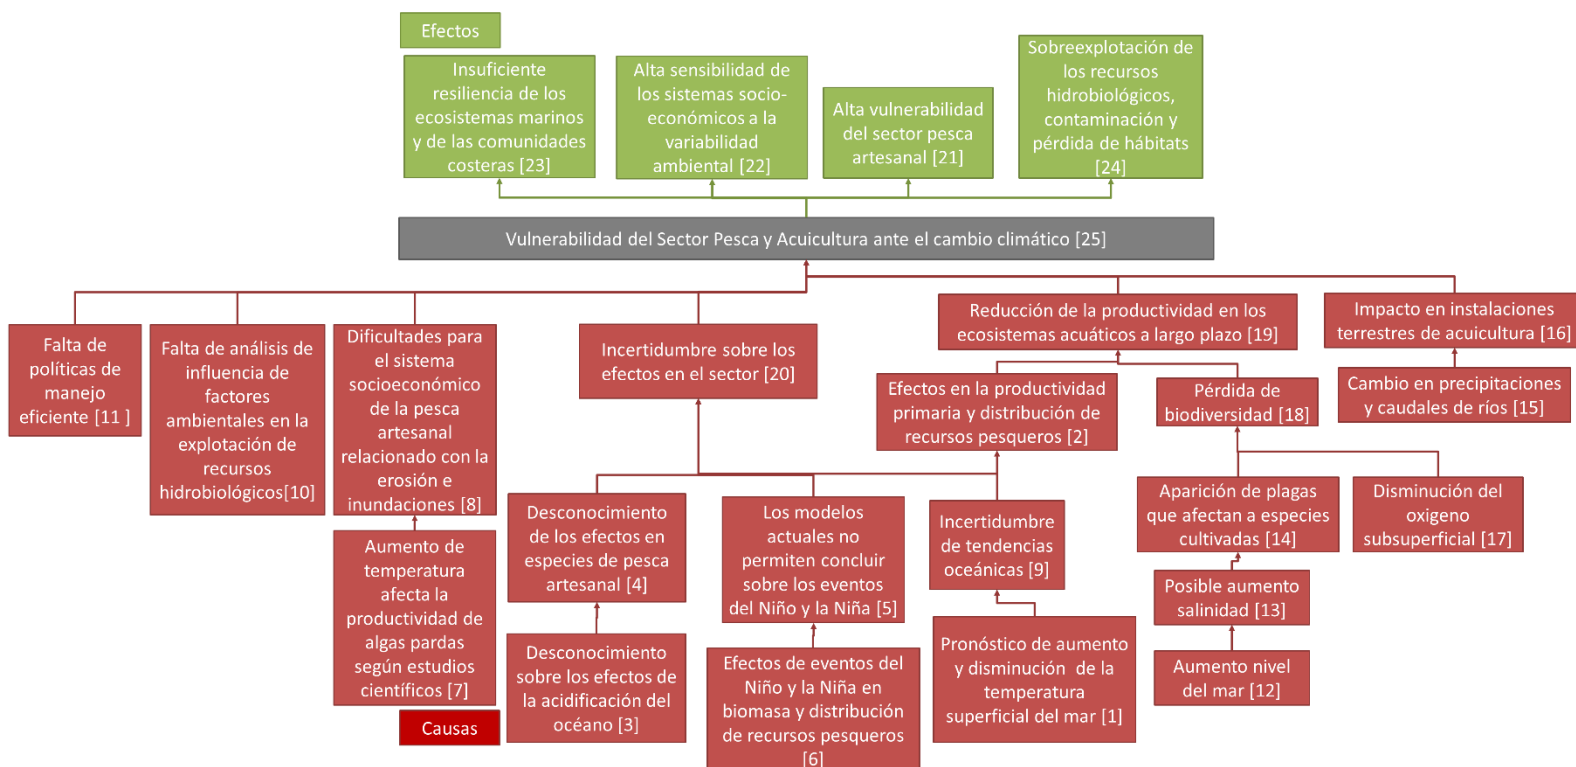 Efectos
Insuficiente
resiliencia de los
ecosistemas marinos
y de las comunidades
costeras [23]
Alta sensibilidad de
los sistemas socio-
económicos a la
variabilidad
ambiental [22]
Alta vulnerabilidad
del sector pesca
artesanal [21]
Sobreexplotación de
los recursos
hidrobiológicos,
contaminación y
pérdida de hábitats
[24]
Vulnerabilidad del Sector Pesca y Acuicultura ante el cambio climático [25]
Falta de
políticas de
manejo
eficiente [11 ]
Falta de análisis de
influencia de
factores
ambientales en la
explotación de
recursos
hidrobiológicos[10]
Dificultades para
el sistema
socioeconómico
de la pesca
artesanal
relacionado con la
erosión e
inundaciones [8]
Aumento de
temperatura
afecta la
productividad de
algas pardas
según estudios
científicos [7]
Causas
Incertidumbre sobre los
efectos en el sector [20]
Desconocimiento
de los efectos en
especies de pesca
artesanal [4]
Desconocimiento
sobre los efectos de
la acidificación del
océano [3]
Los modelos
actuales no
permiten concluir
sobre los eventos
del Niño y la Niña [5]
Efectos de eventos del
Niño y la Niña en
biomasa y distribución
de recursos pesqueros
[6]
Reducción de la productividad en los
ecosistemas acuáticos a largo plazo [19]
Efectos en la productividad
primaria y distribución de
recursos pesqueros [2]
Incertidumbre
de tendencias
oceánicas [9]
Pronóstico de aumento
y disminución de la
temperatura
superficial del mar [1]
Pérdida de
biodiversidad [18]
Aparición de plagas
que afectan a especies
cultivadas [14]
Posible aumento
salinidad [13]
Aumento nivel
del mar [12]
Disminución del
oxigeno
subsuperficial [17]
Impacto en instalaciones
terrestres de acuicultura [16]
Cambio en precipitaciones
y caudales de ríos [15]